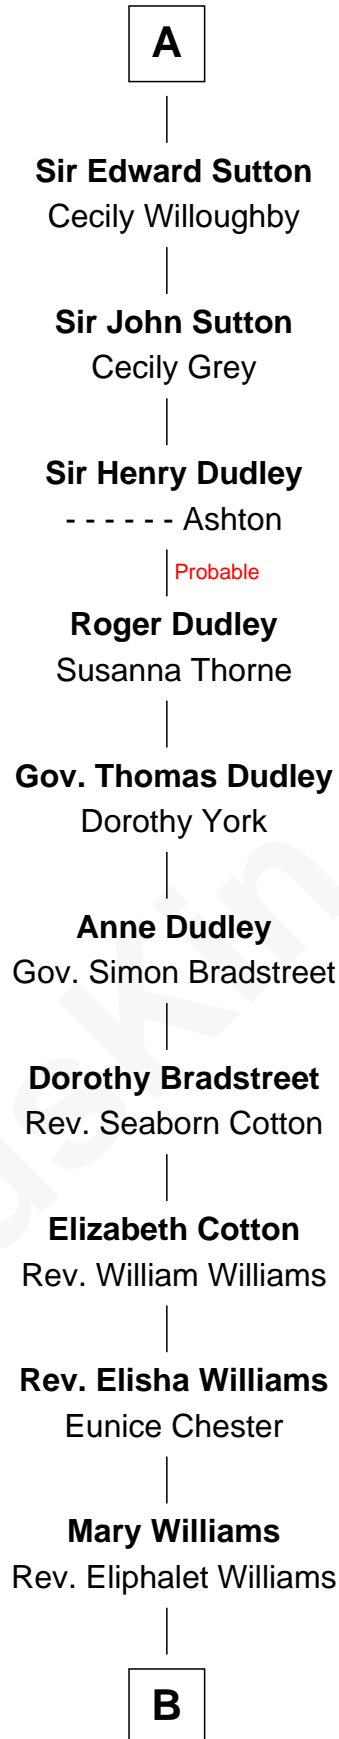 A
Sir Edward Sutton
Cecily Willoughby
Sir John Sutton
Cecily Grey
Sir Henry Dudley
- - - - - - Ashton
Probable
Roger Dudley
Susanna Thorne
Gov. Thomas Dudley
Dorothy York
Anne Dudley
Gov. Simon Bradstreet
Dorothy Bradstreet
Rev. Seaborn Cotton
Elizabeth Cotton
Rev. William Williams
Rev. Elisha Williams
Eunice Chester
Mary Williams
Rev. Eliphalet Williams
B